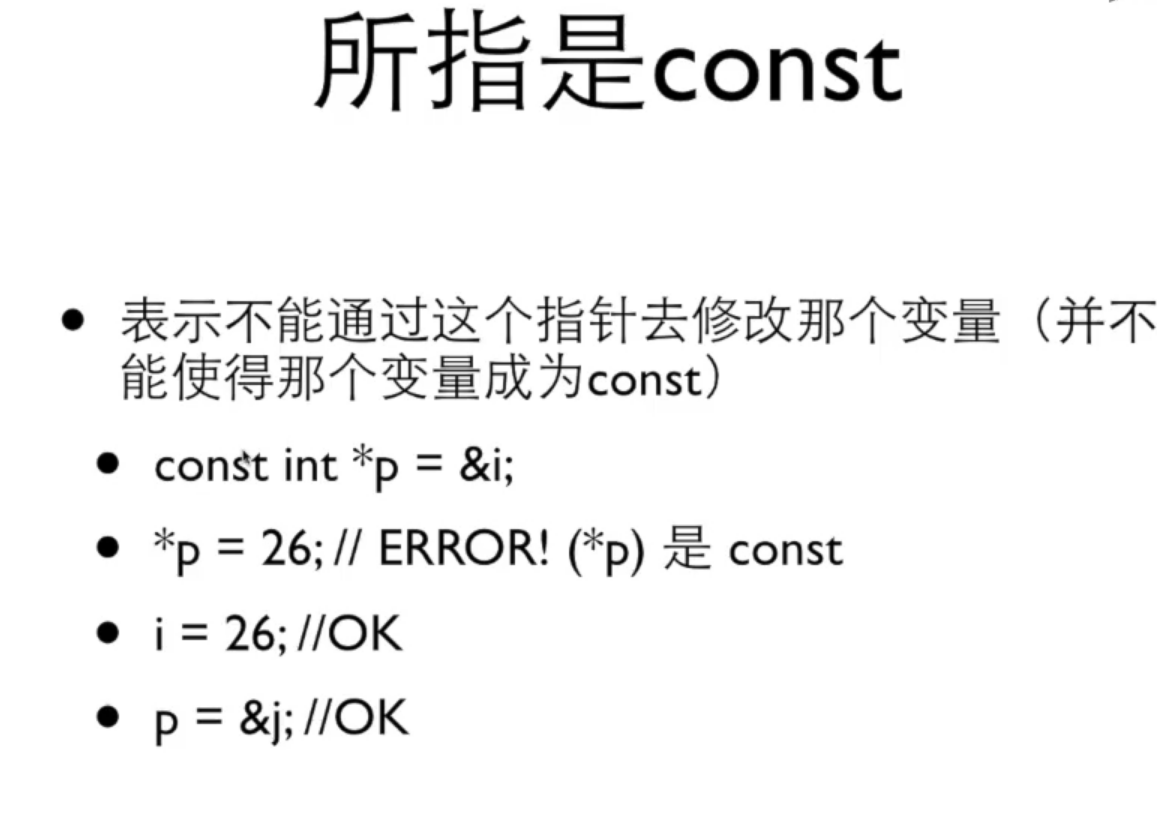 所指是const
• 表示不能通过这个指针去修改那个变量（并不
能使得那个变量成为const）
• const int *p = &i;
• *p = 26; // ERROR! (*p) 是 const
• i = 26; //OK
• p = &j; //OK